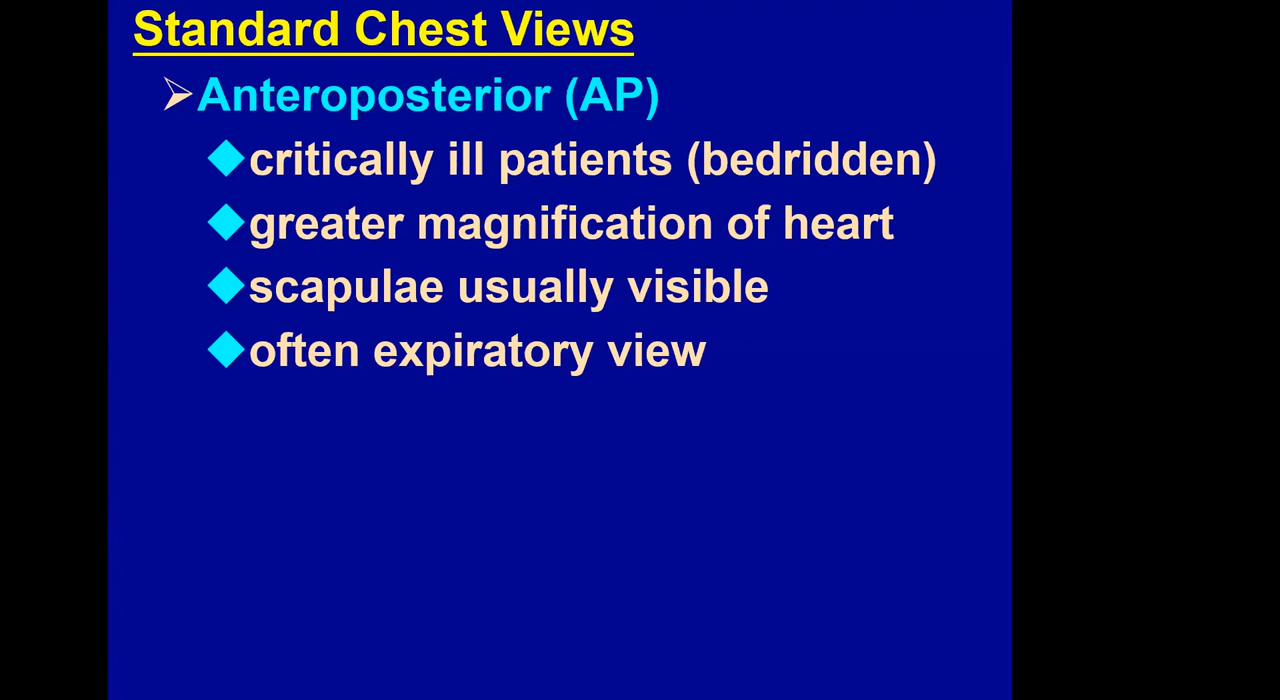 Standard Chest Views
Anteroposterior (AP)
critically ill patients (bedridden)
greater magnification of heart
scapulae usually visible
often expiratory view